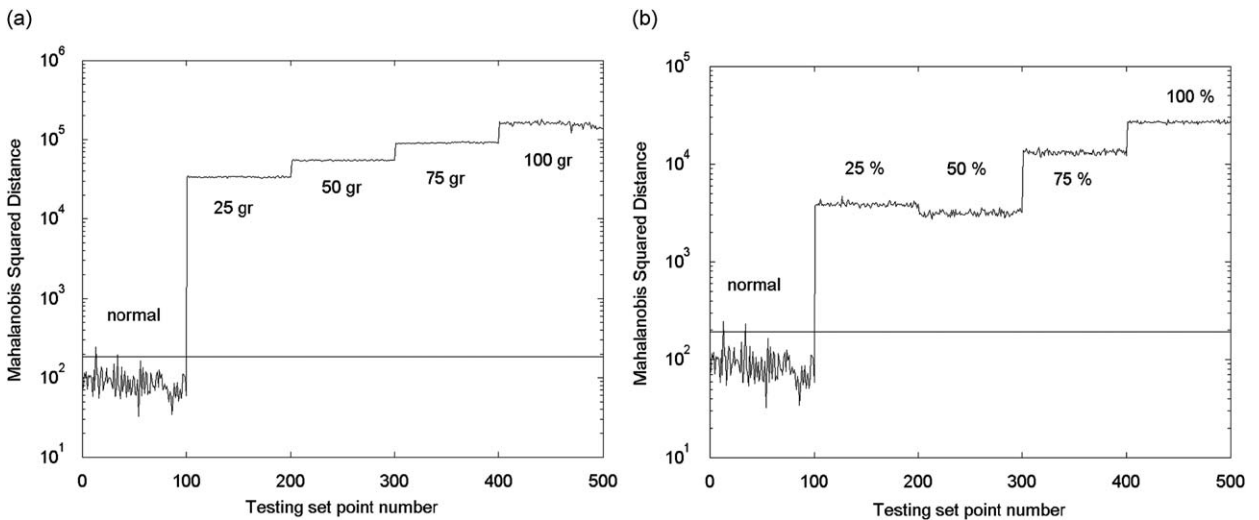 (a)
Mahalanobis Squared Distance
10^6
10^5
10^4
10^3
10^2
10^1
normal
25 gr
50 gr
75 gr
100 gr
0 100 200 300 400 500
Testing set point number
(b)
Mahalanobis Squared Distance
10^5
10^4
10^3
10^2
10^1
normal
25 %
50 %
75 %
100 %
0 100 200 300 400 500
Testing set point number